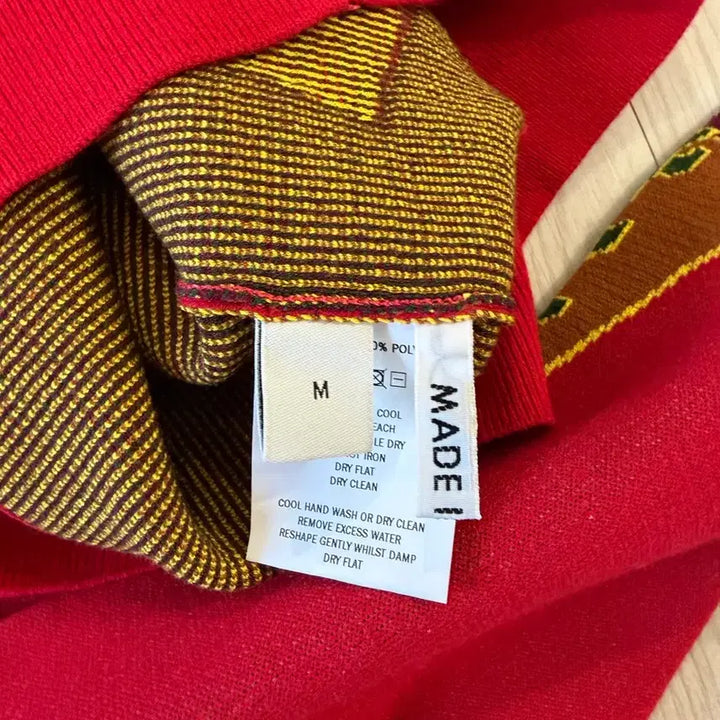 M
0% POLY
COOL
EACH
LE DRY
IRON
DRY FLAT
DRY CLEAN
COOL HAND WASH OR DRY CLEAN
REMOVE EXCESS WATER
RESHAPE GENTLY WHILST DAMP
DRY FLAT
MADE